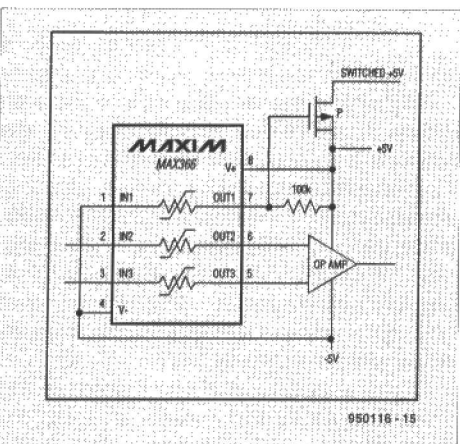 SWITCHED +5V
P
MAXIM
MAX366
V+ 8
+5V
100k
1 IN1 OUT1 7
2 IN2 OUT2 6
3 IN3 OUT3 5
OP AMP
4 V-
-5V
950116 - 15